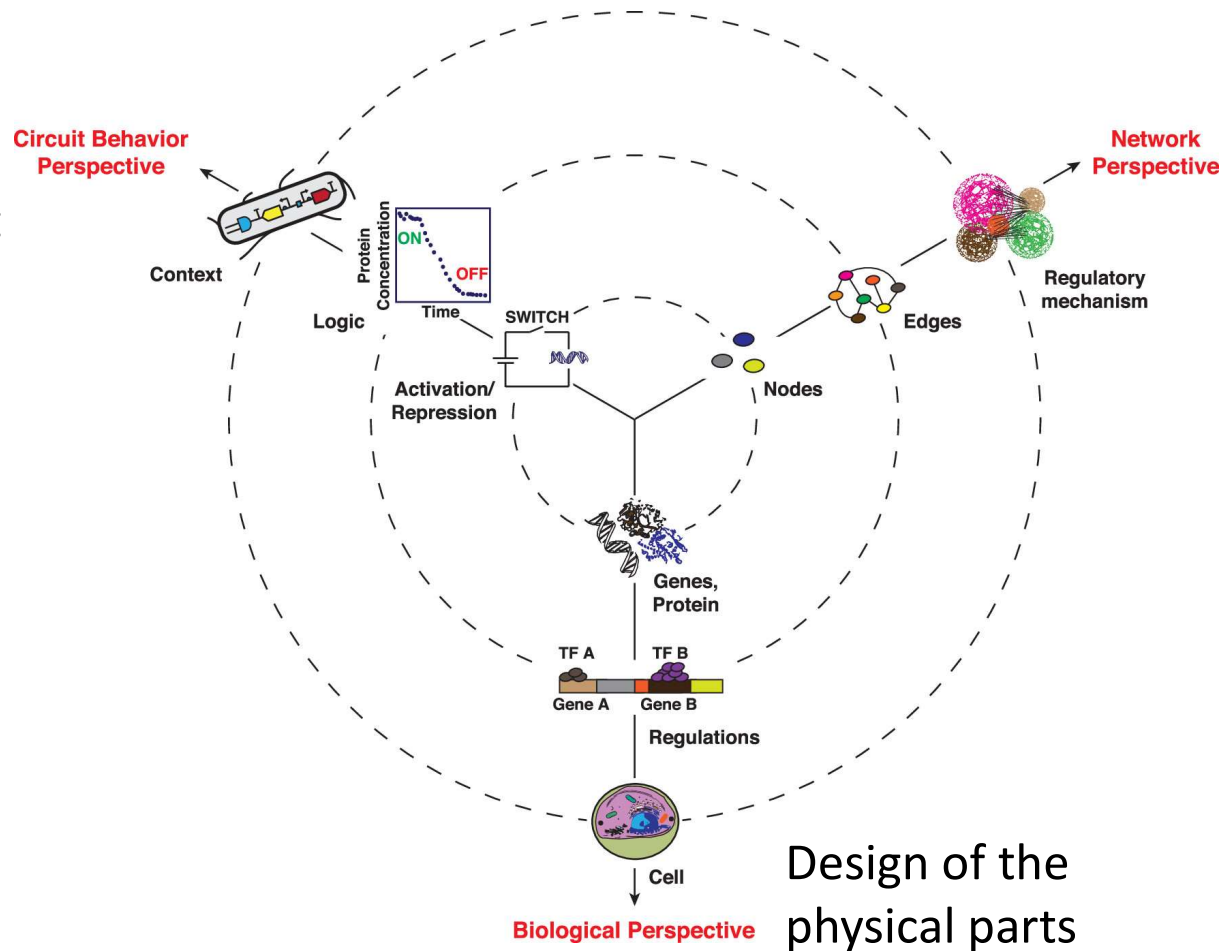 Circuit Behavior
Perspective
Network
Perspective
Context
Protein
Concentration
ON
OFF
Time
Logic
SWITCH
Activation/
Repression
Regulatory
mechanism
Edges
Nodes
Genes,
Protein
TF A
TF B
Gene A
Gene B
Regulations
Cell
Biological Perspective
Design of the
physical parts